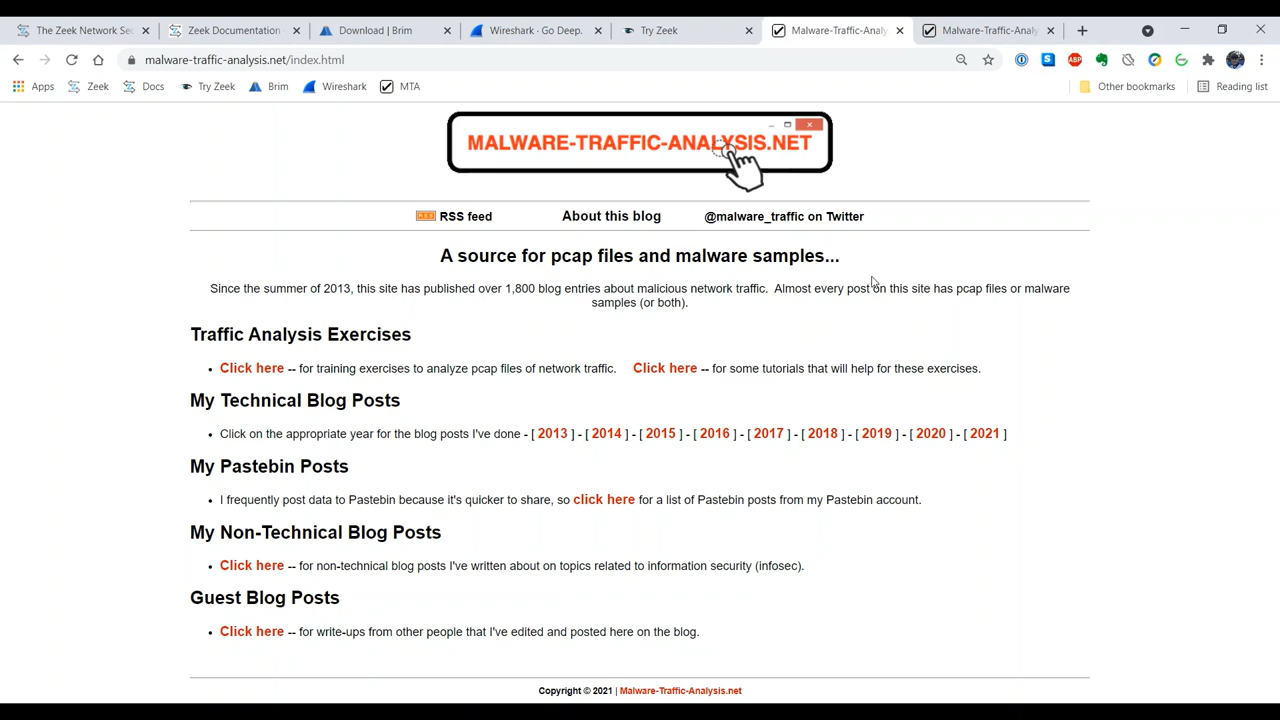 The Zeek Network Sec
Zeek Documentation
Download | Brim
Wireshark · Go Deep.
Try Zeek
Malware-Traffic-Analy
Malware-Traffic-Analy
malware-traffic-analysis.net/index.html
Apps
Zeek
Docs
Try Zeek
Brim
Wireshark
MTA
Other bookmarks
Reading list
MALWARE-TRAFFIC-ANALYSIS.NET
RSS feed About this blog @malware_traffic on Twitter
A source for pcap files and malware samples...
Since the summer of 2013, this site has published over 1,800 blog entries about malicious network traffic. Almost every post on this site has pcap files or malware
samples (or both).
Traffic Analysis Exercises
• Click here -- for training exercises to analyze pcap files of network traffic. Click here -- for some tutorials that will help for these exercises.
My Technical Blog Posts
• Click on the appropriate year for the blog posts I've done - [ 2013 ] - [ 2014 ] - [ 2015 ] - [ 2016 ] - [ 2017 ] - [ 2018 ] - [ 2019 ] - [ 2020 ] - [ 2021 ]
My Pastebin Posts
• I frequently post data to Pastebin because it's quicker to share, so click here for a list of Pastebin posts from my Pastebin account.
My Non-Technical Blog Posts
• Click here -- for non-technical blog posts I've written about on topics related to information security (infosec).
Guest Blog Posts
• Click here -- for write-ups from other people that I've edited and posted here on the blog.
Copyright © 2021 | Malware-Traffic-Analysis.net